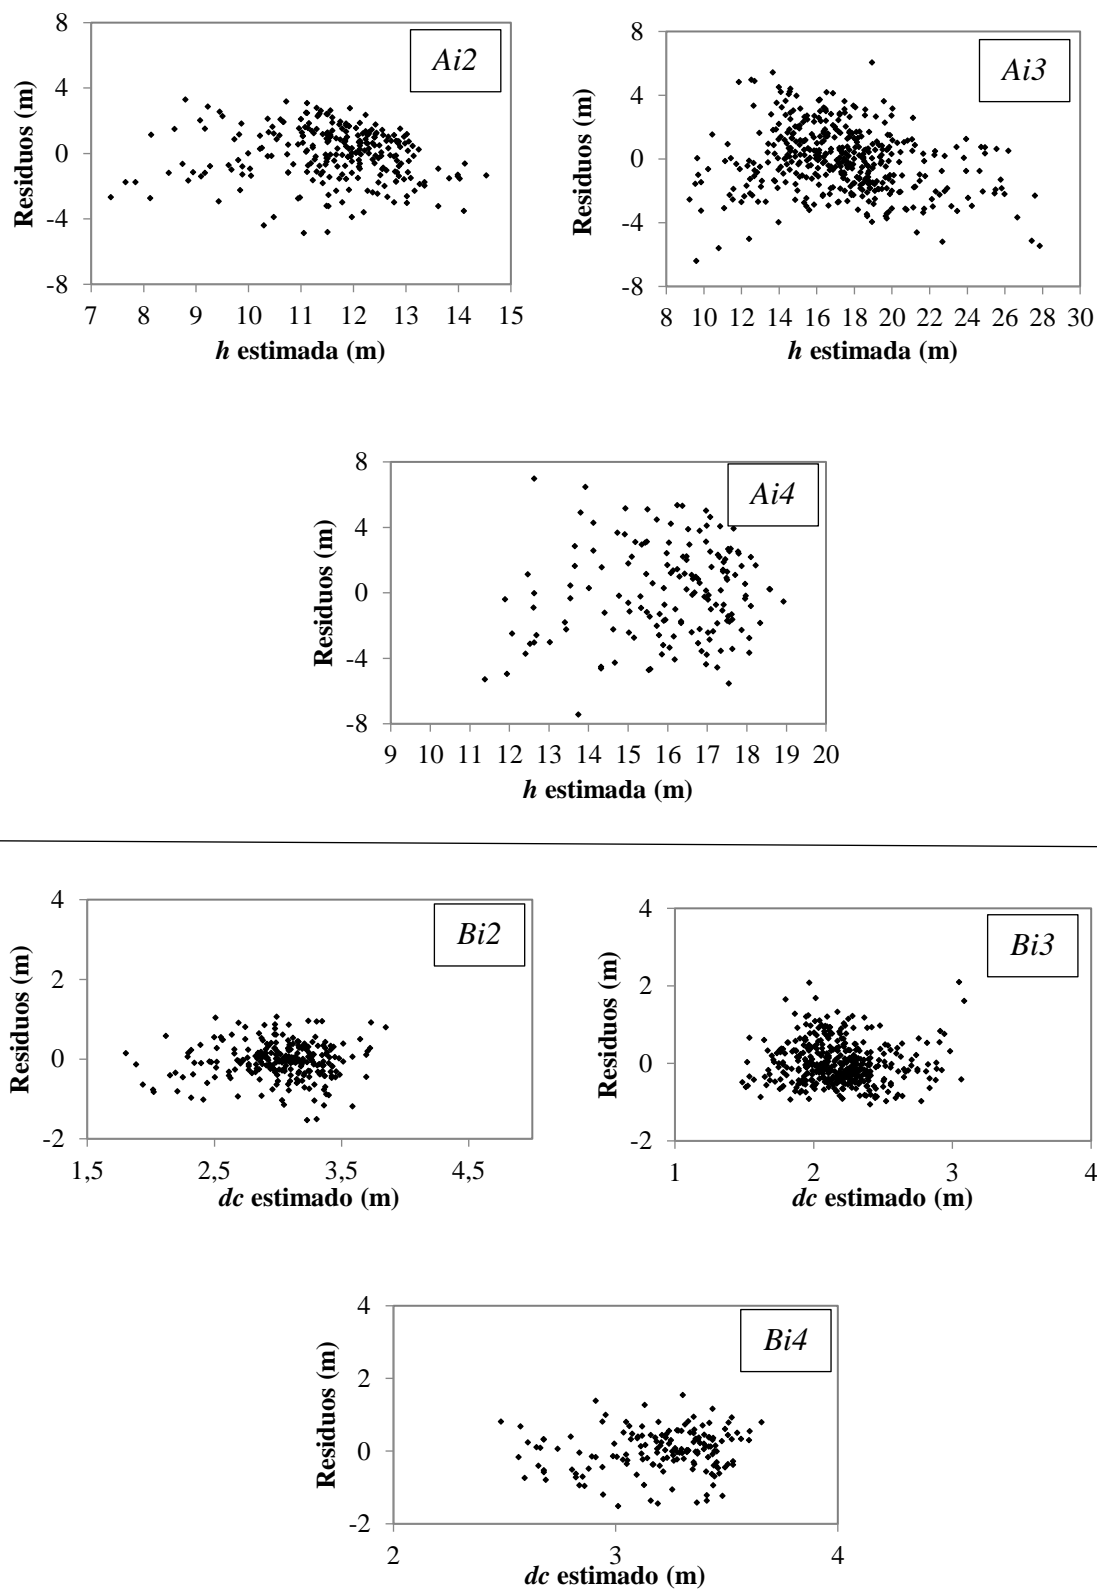 8
4
0
-4
-8
Residuos (m)
Ai2
7 8 9 10 11 12 13 14 15
h estimada (m)
8
4
0
-4
-8
Residuos (m)
Ai3
8 10 12 14 16 18 20 22 24 26 28 30
h estimada (m)
8
4
0
-4
-8
Residuos (m)
Ai4
9 10 11 12 13 14 15 16 17 18 19 20
h estimada (m)
4
2
0
-2
Residuos (m)
Bi2
1,5 2,5 3,5 4,5
dc estimado (m)
4
2
0
-2
Residuos (m)
Bi3
1 2 3 4
dc estimado (m)
4
2
0
-2
Residuos (m)
Bi4
2 3 4
dc estimado (m)